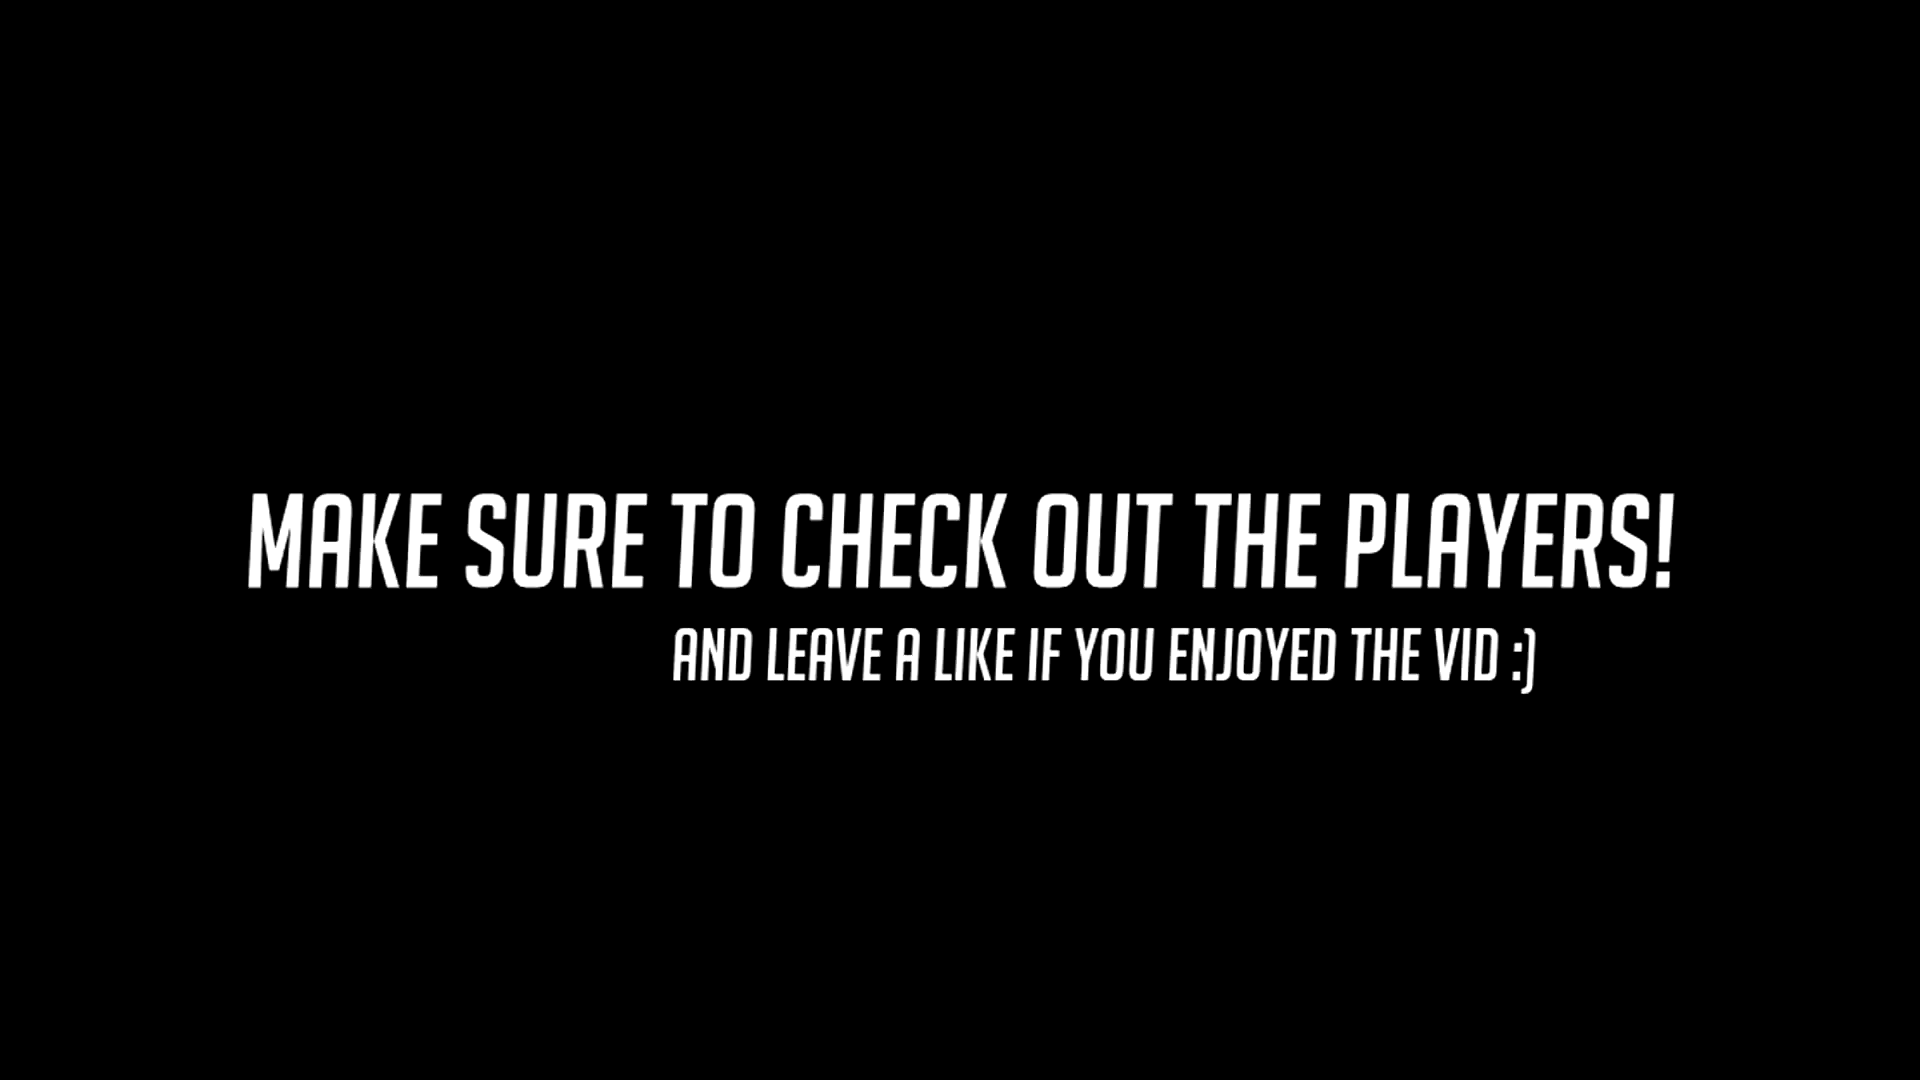 MAKE SURE TO CHECK OUT THE PLAYERS!
AND LEAVE A LIKE IF YOU ENJOYED THE VID :)